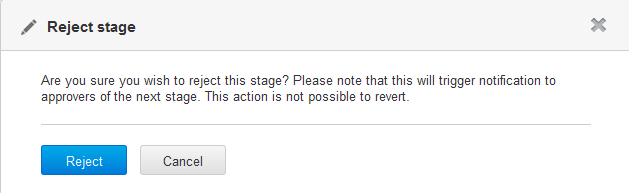 Reject stage
Are you sure you wish to reject this stage? Please note that this will trigger notification to
approvers of the next stage. This action is not possible to revert.
Reject
Cancel